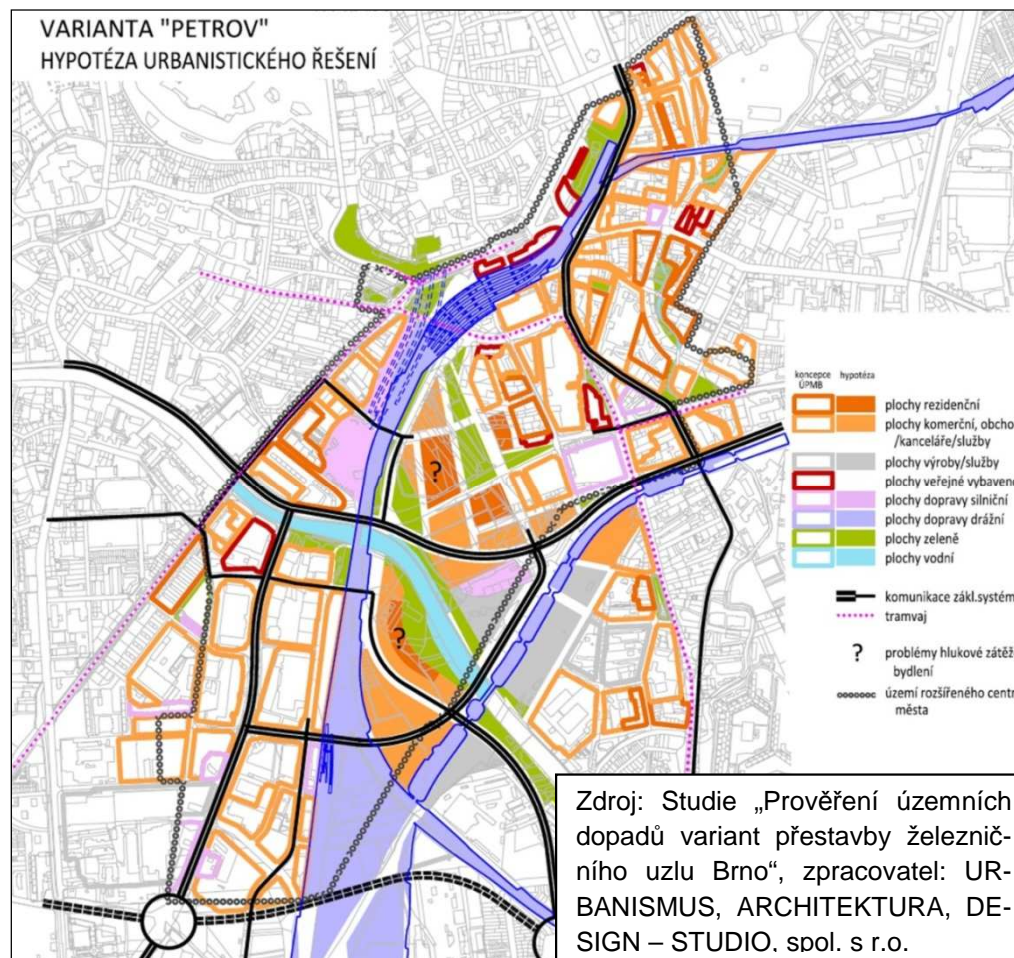 VARIANTA "PETROV"
HYPOTÉZA URBANISTICKÉHO ŘEŠENÍ
koncepce hypotéza
ÚPMB
plochy rezidenční
plochy komerční, obcho
/kanceláře/služby
plochy výroby/služby
plochy veřejné vybaveno
plochy dopravy silniční
plochy dopravy drážní
plochy zeleně
plochy vodní
komunikace zákl.systém
tramvaj
? problémy hlukové zátěže
bydlení
území rozšířeného centr
města
?
?
Zdroj: Studie „Prověření územních
dopadů variant přestavby železnič-
ního uzlu Brno“, zpracovatel: UR-
BANISMUS, ARCHITEKTURA, DE-
SIGN – STUDIO, spol. s r.o.